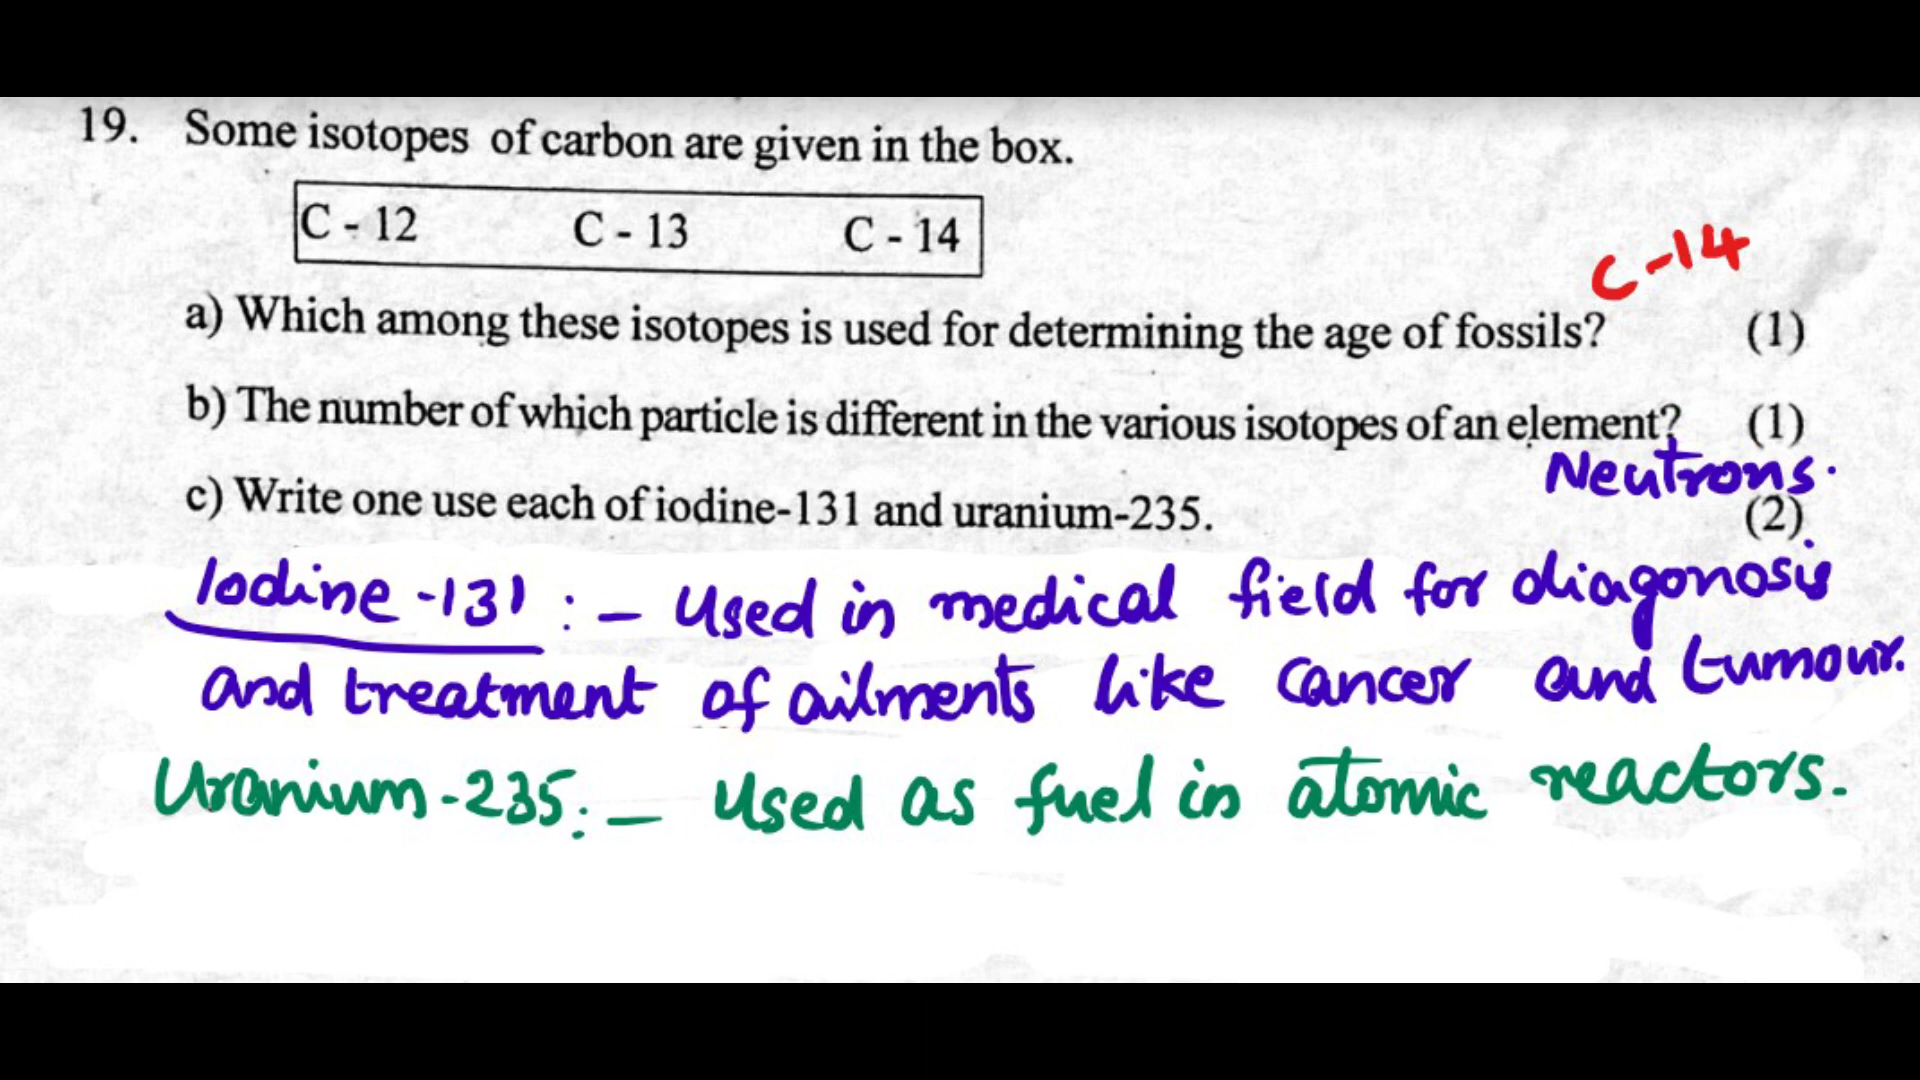 19. Some isotopes of carbon are given in the box.
C - 12 C - 13 C - 14
C-14
a) Which among these isotopes is used for determining the age of fossils? (1)
b) The number of which particle is different in the various isotopes of an element? (1)
Neutrons.
c) Write one use each of iodine-131 and uranium-235. (2)
Iodine-131 :- Used in medical field for diagonosis
and treatment of ailments like cancer and tumour.
Uranium-235:- Used as fuel in atomic reactors.